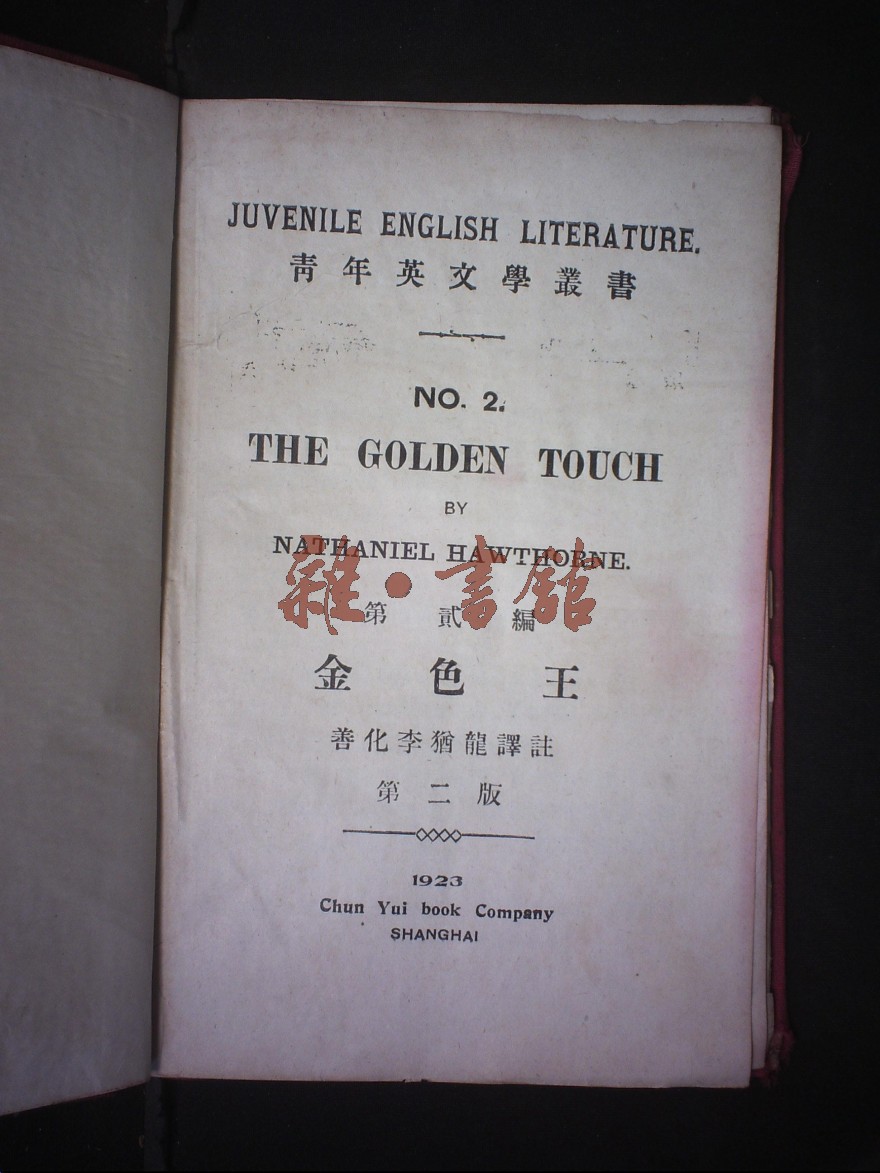 JUVENILE ENGLISH LITERATURE.
青年英文學叢書
NO. 2.
THE GOLDEN TOUCH
BY
NATHANIEL HAWTHORNE.
雜·書館
第貳編
金色王
善化李猶龍譯註
第二版
1923
Chun Yui book Company
SHANGHAI